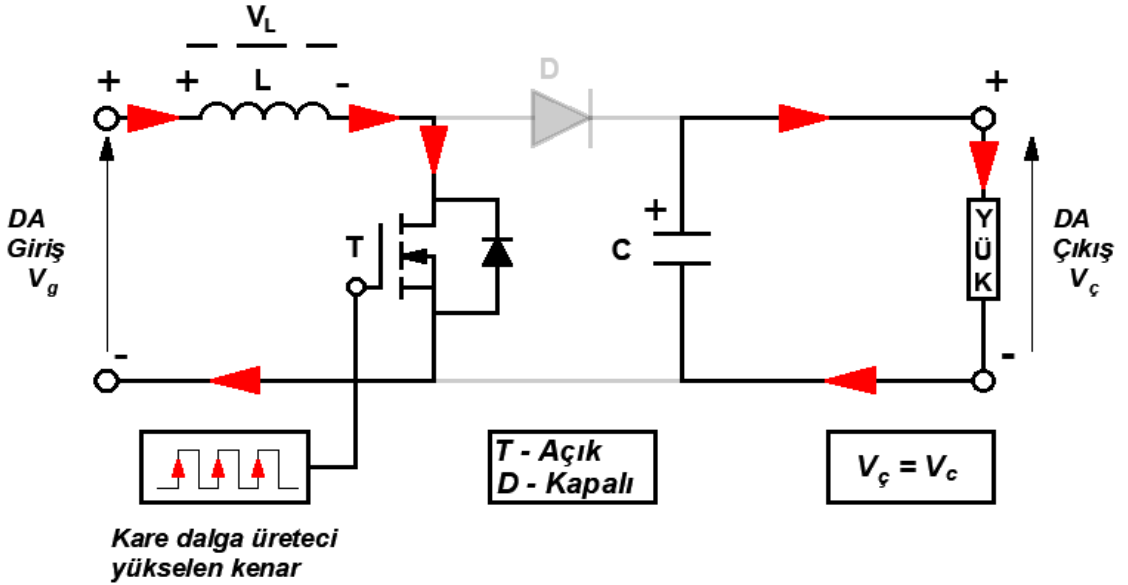 VL
+
+
L
-
D
+
DA
Giriş
Vg
T
+
C
Y
Ü
K
DA
Çıkış
Vç
-
-
T - Açık
D - Kapalı
Vç = Vc
Kare dalga üreteci
yükselen kenar